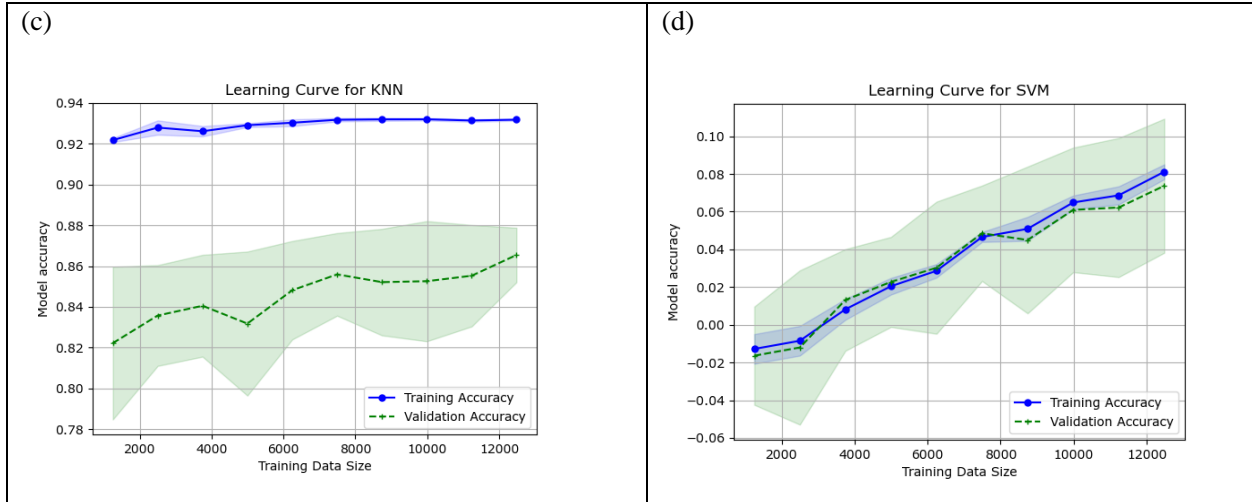 (c)
Learning Curve for KNN
Model accuracy
0.94
0.92
0.90
0.88
0.86
0.84
0.82
0.80
0.78
2000 4000 6000 8000 10000 12000
Training Data Size
Training Accuracy
Validation Accuracy
(d)
Learning Curve for SVM
Model accuracy
0.10
0.08
0.06
0.04
0.02
0.00
−0.02
−0.04
−0.06
2000 4000 6000 8000 10000 12000
Training Data Size
Training Accuracy
Validation Accuracy